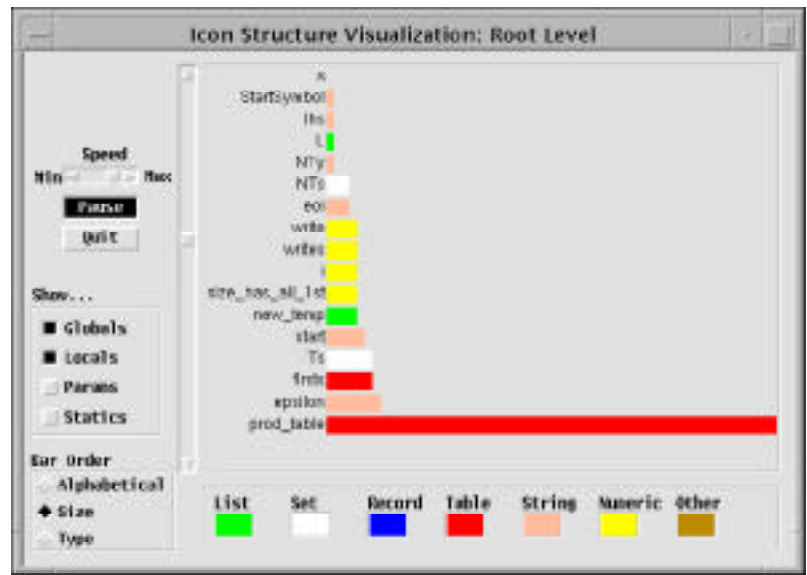 Icon Structure Visualization: Root Level
Speed
Min Max
Pause
Quit
Show...
Globals
Locals
Params
Statics
Bar Order
Alphabetical
Size
Type
StartSymbol
lhs
L
NTy
NTs
eoi
write
writes
i
size_has_all_1st
new_temp
start
Ts
firsts
epsilon
prod_table
List Set Record Table String Numeric Other